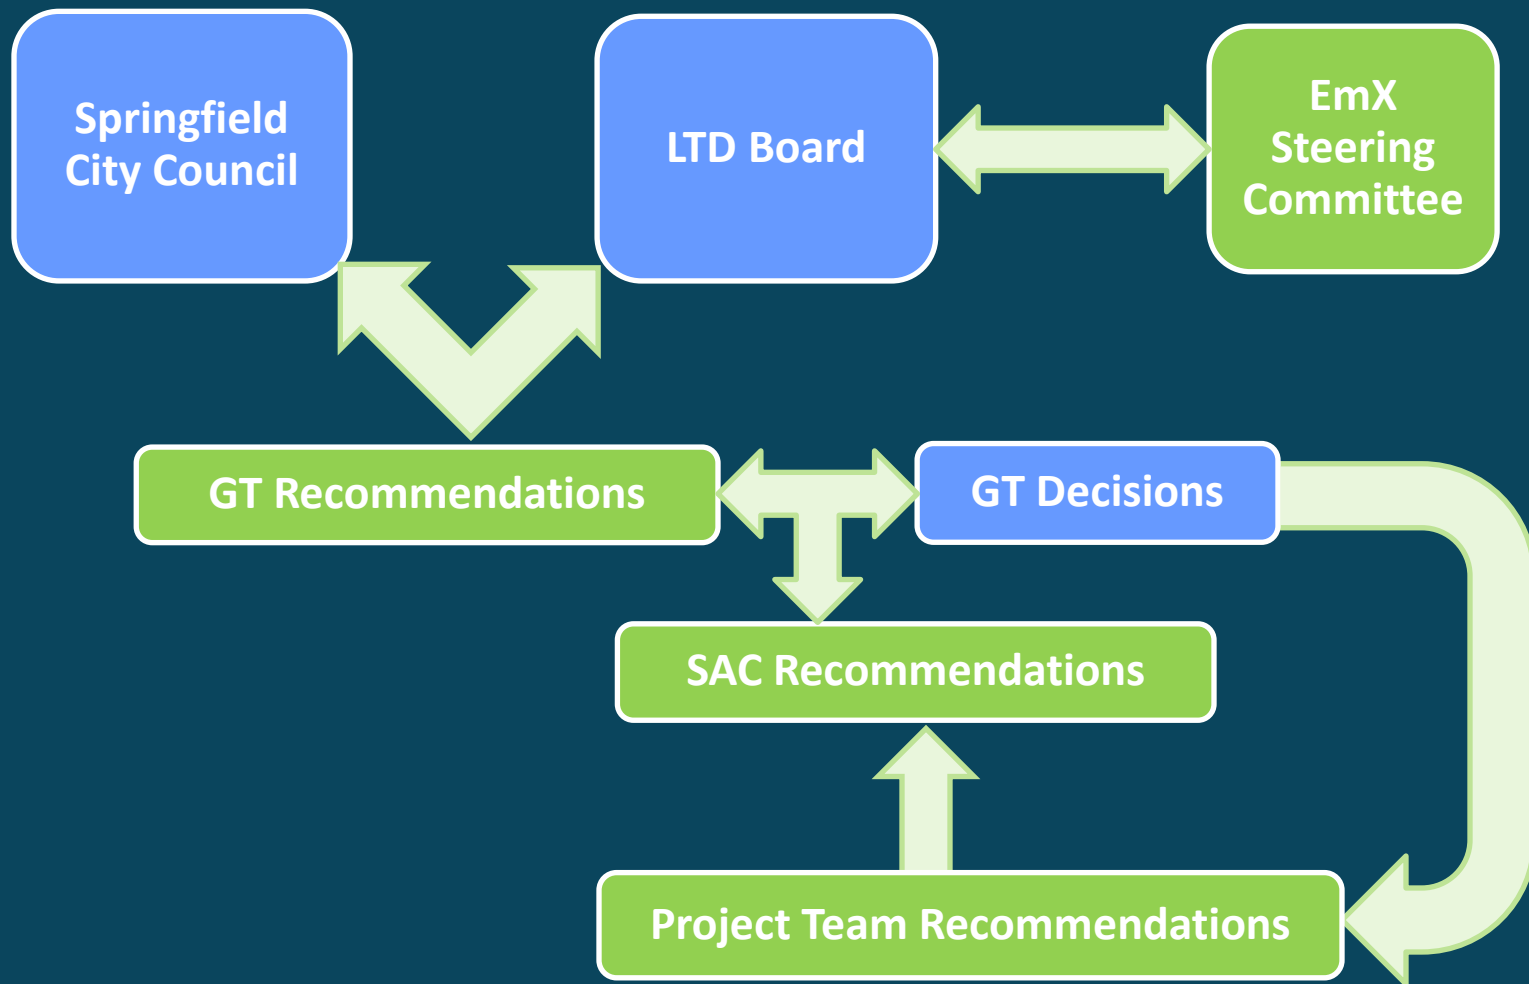 Springfield
City Council
LTD Board
EmX
Steering
Committee
GT Recommendations
GT Decisions
SAC Recommendations
Project Team Recommendations